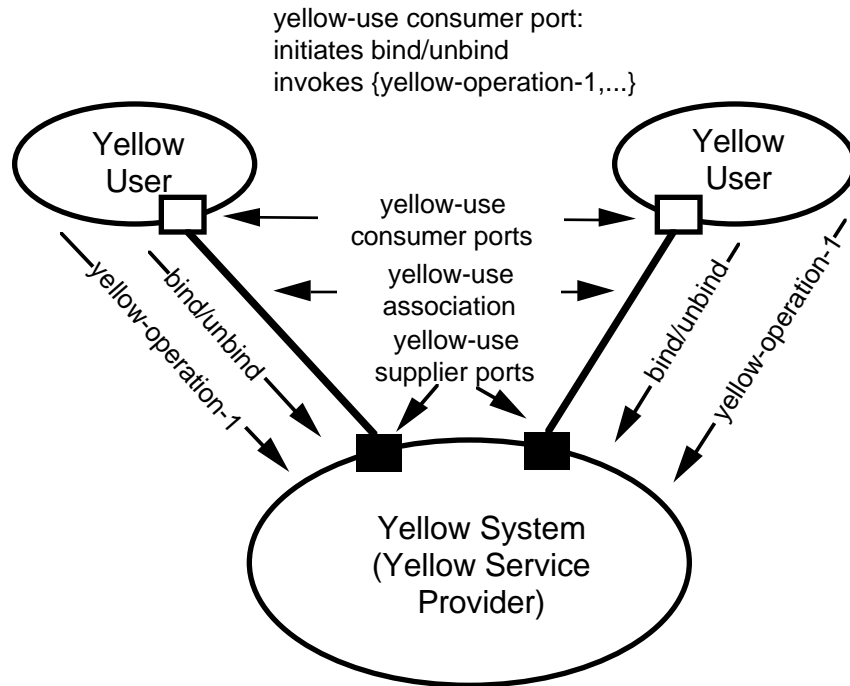 yellow-use consumer port:
initiates bind/unbind
invokes {yellow-operation-1,...}
Yellow
User
Yellow
User
yellow-use
consumer ports
yellow-use
association
yellow-use
supplier ports
yellow-operation-1
bind/unbind
bind/unbind
yellow-operation-1
Yellow System
(Yellow Service
Provider)